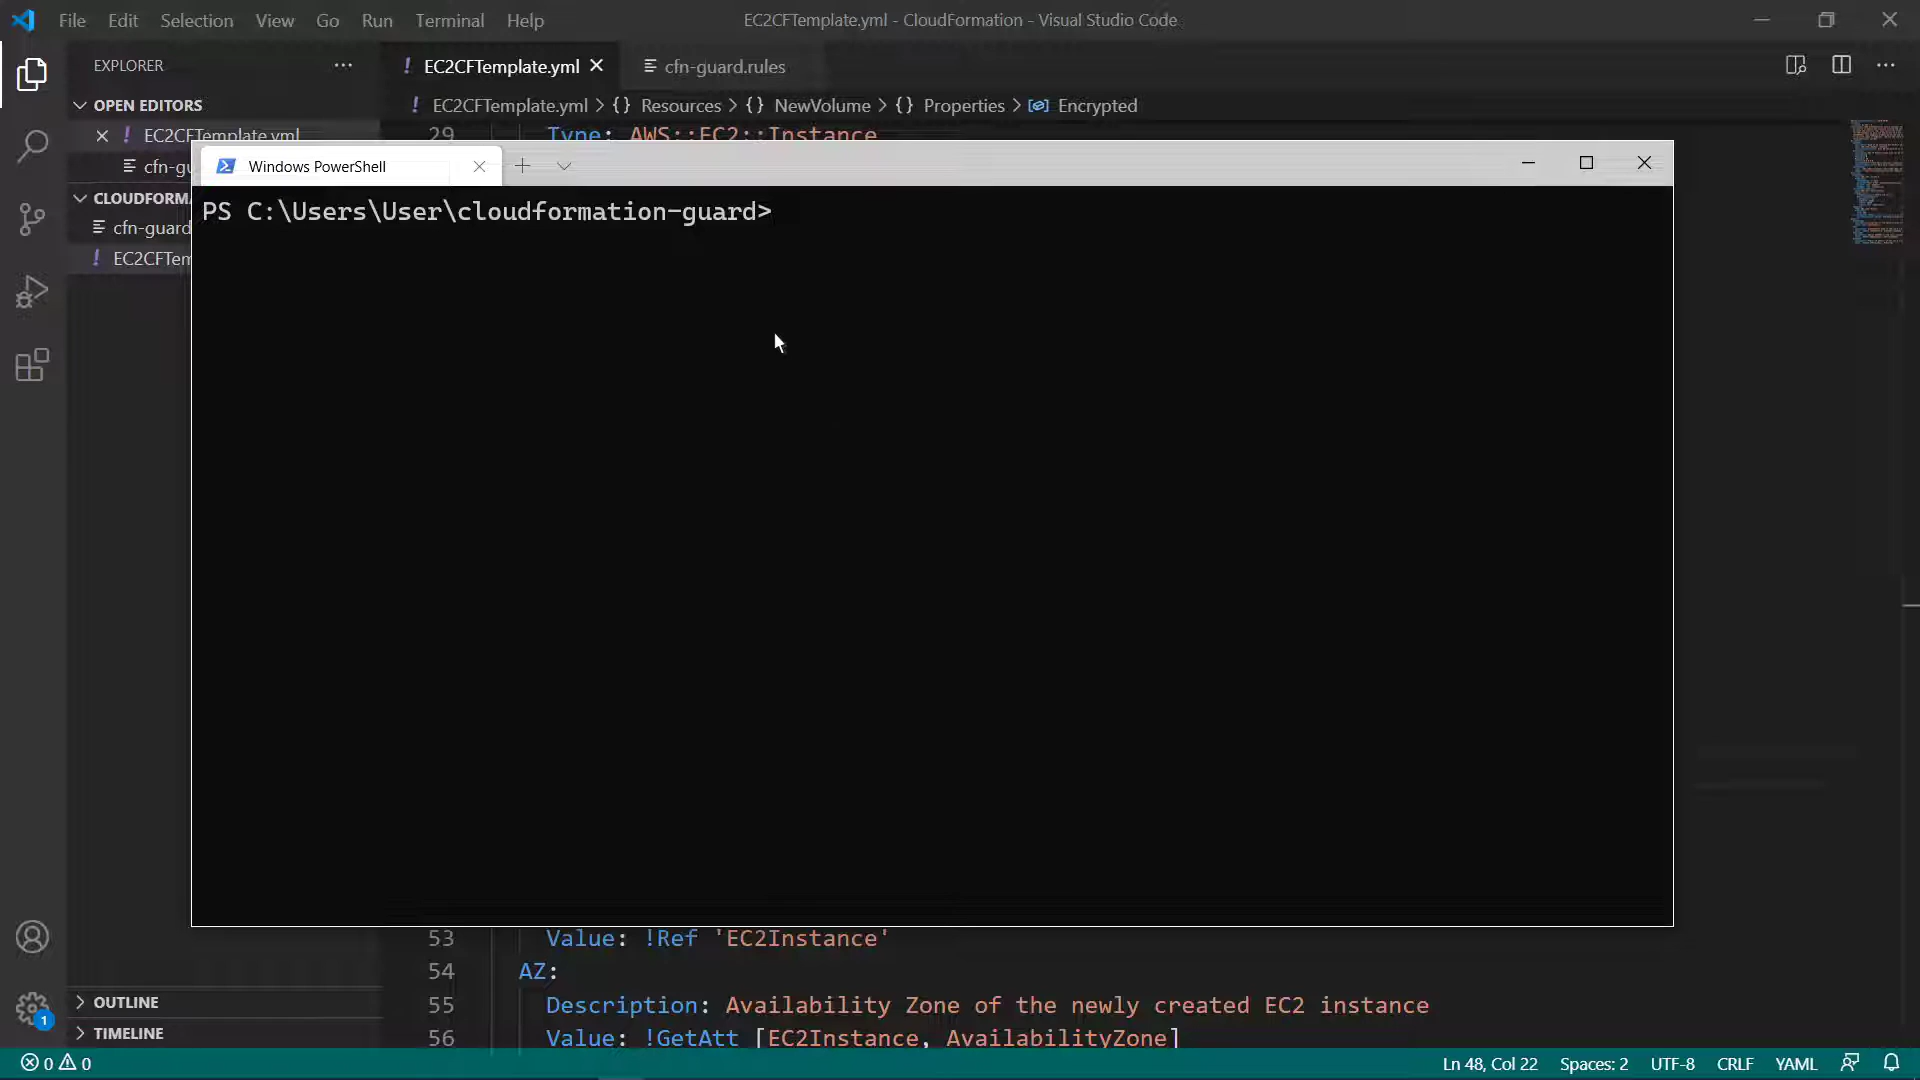 File Edit Selection View Go Run Terminal Help
EC2CFTemplate.yml - CloudFormation - Visual Studio Code
EXPLORER
! EC2CFTemplate.yml
cfn-guard.rules
OPEN EDITORS
! EC2CFTemplate.yml > {} Resources > {} NewVolume > {} Properties > Encrypted
! EC2CFTemplate.yml
29 Type: AWS::EC2::Instance
cfn-gu
Windows PowerShell
CLOUDFORMA
PS C:\Users\User\cloudformation-guard>
cfn-guard
! EC2CFTem
53 Value: !Ref 'EC2Instance'
54 AZ:
55 Description: Availability Zone of the newly created EC2 instance
56 Value: !GetAtt [EC2Instance, AvailabilityZone]
OUTLINE
TIMELINE
1
0 0
Ln 48, Col 22 Spaces: 2 UTF-8 CRLF YAML